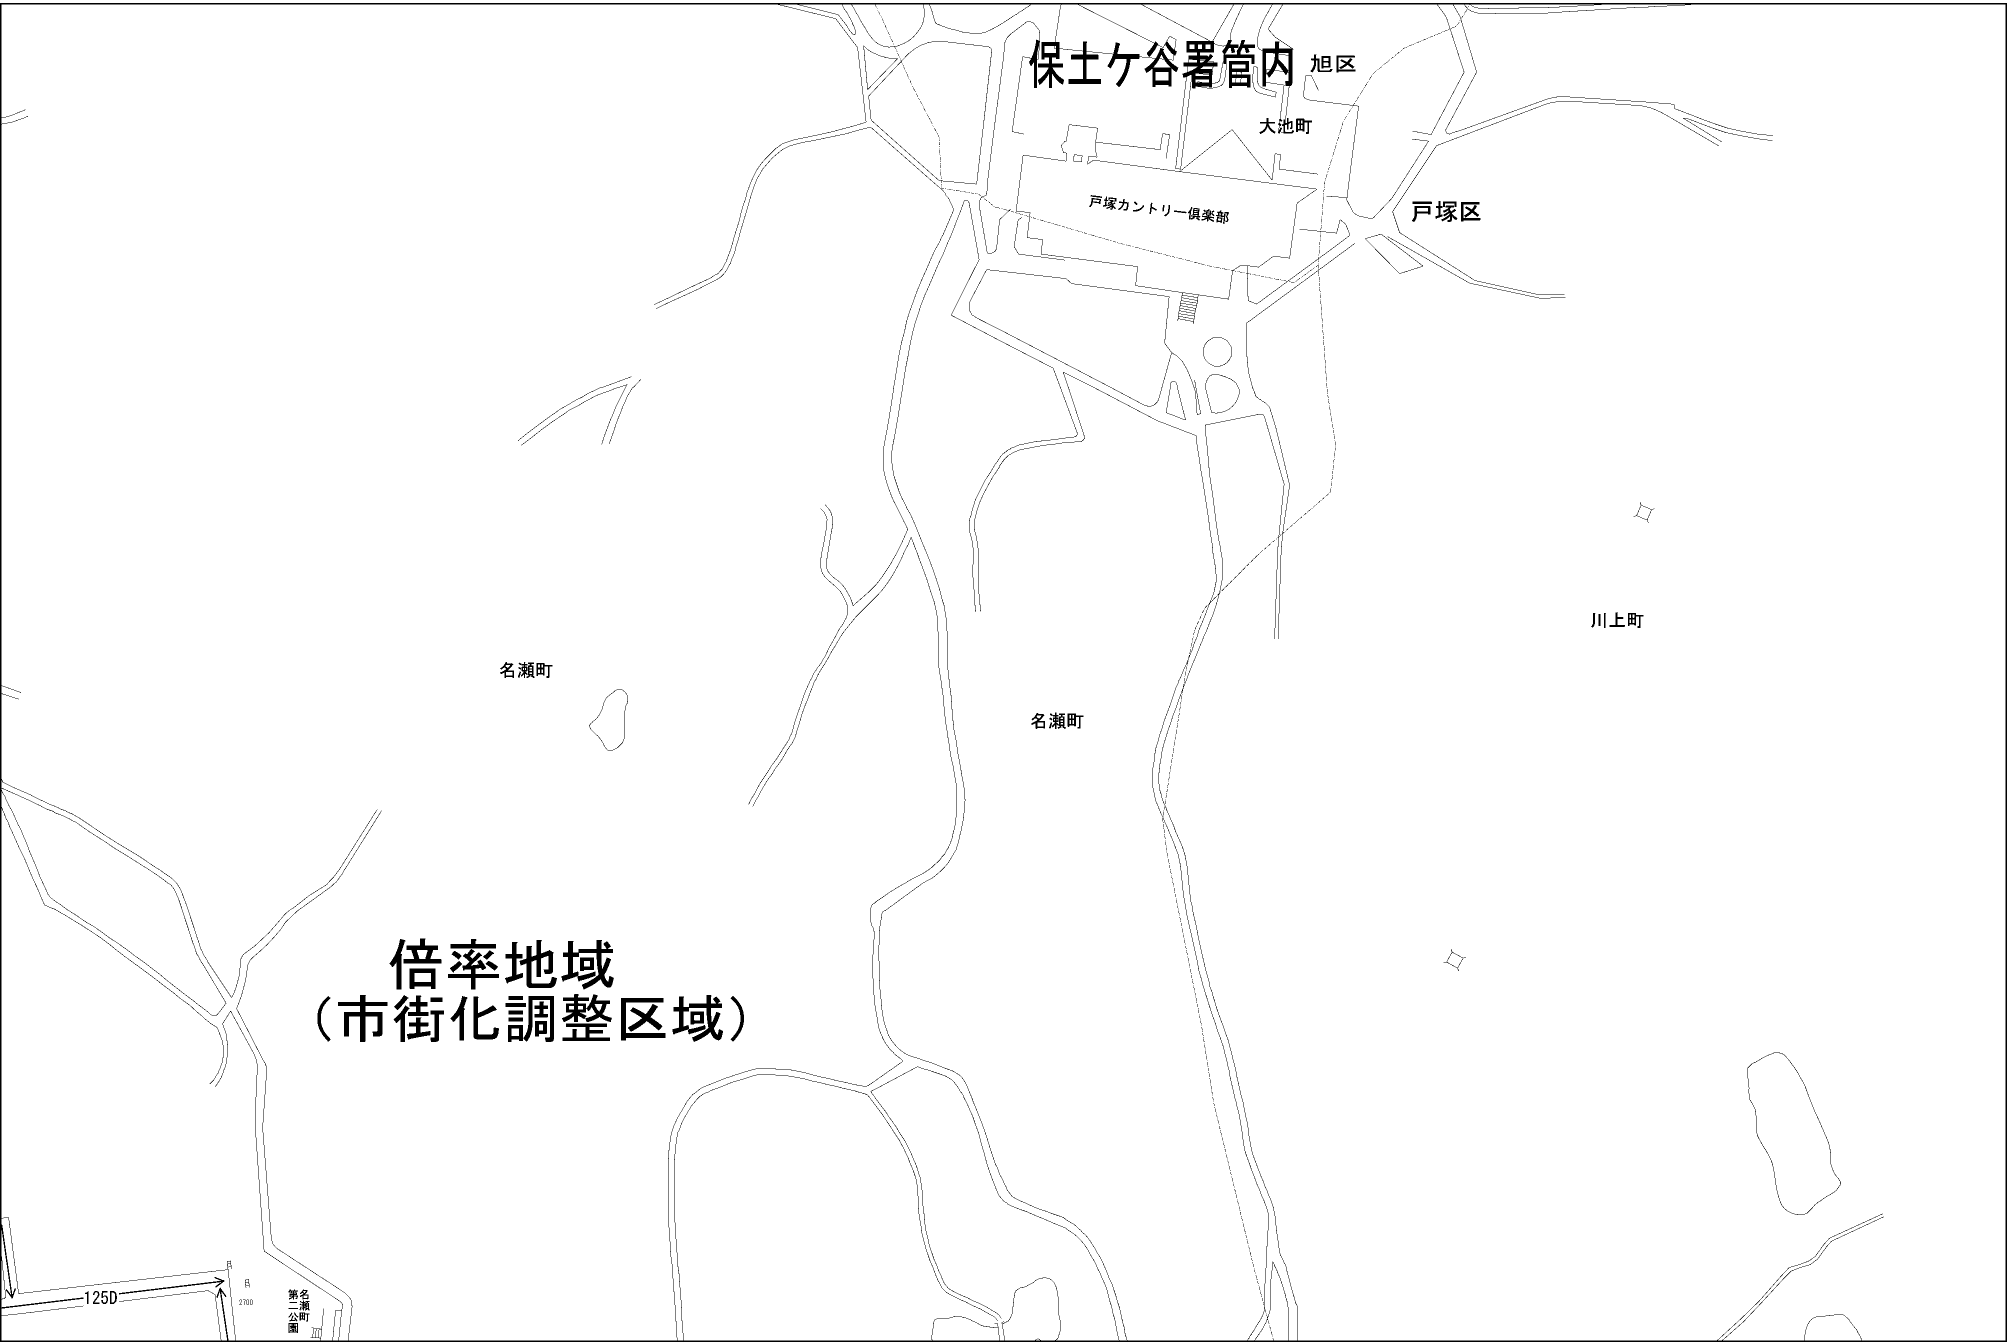 保土ケ谷署管内
旭区
大池町
戸塚カントリー倶楽部
戸塚区
川上町
名瀬町
名瀬町
倍率地域
（市街化調整区域）
125D
270D
名瀬町
第二公園